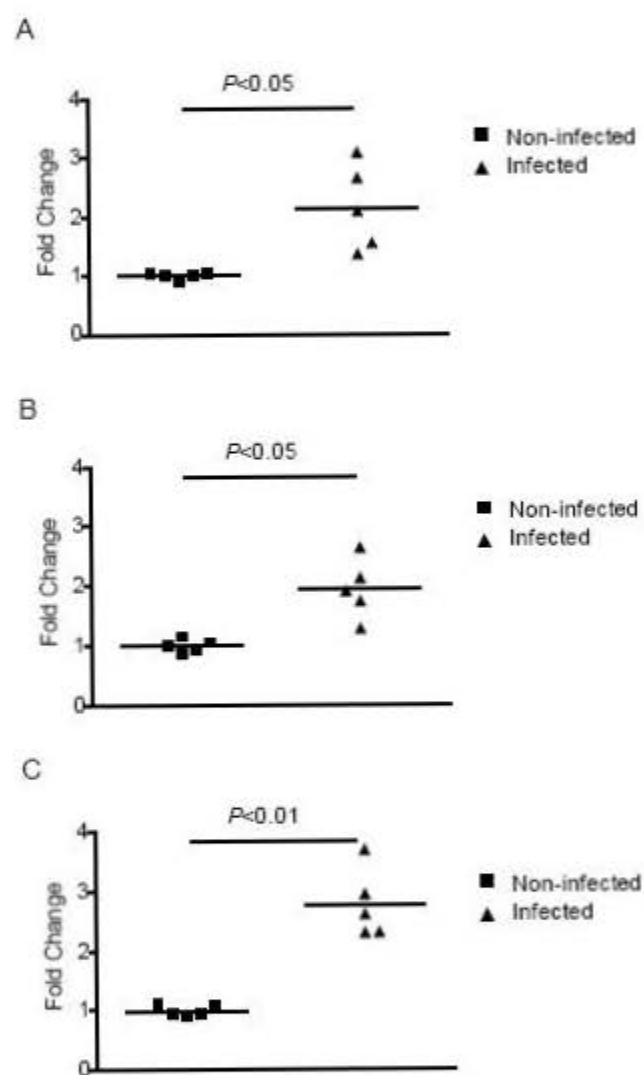 A
P<0.05
4
3
2
1
0
Fold Change
■ Non-infected
▲ Infected
B
P<0.05
4
3
2
1
0
Fold Change
■ Non-infected
▲ Infected
C
P<0.01
4
3
2
1
0
Fold Change
■ Non-infected
▲ Infected